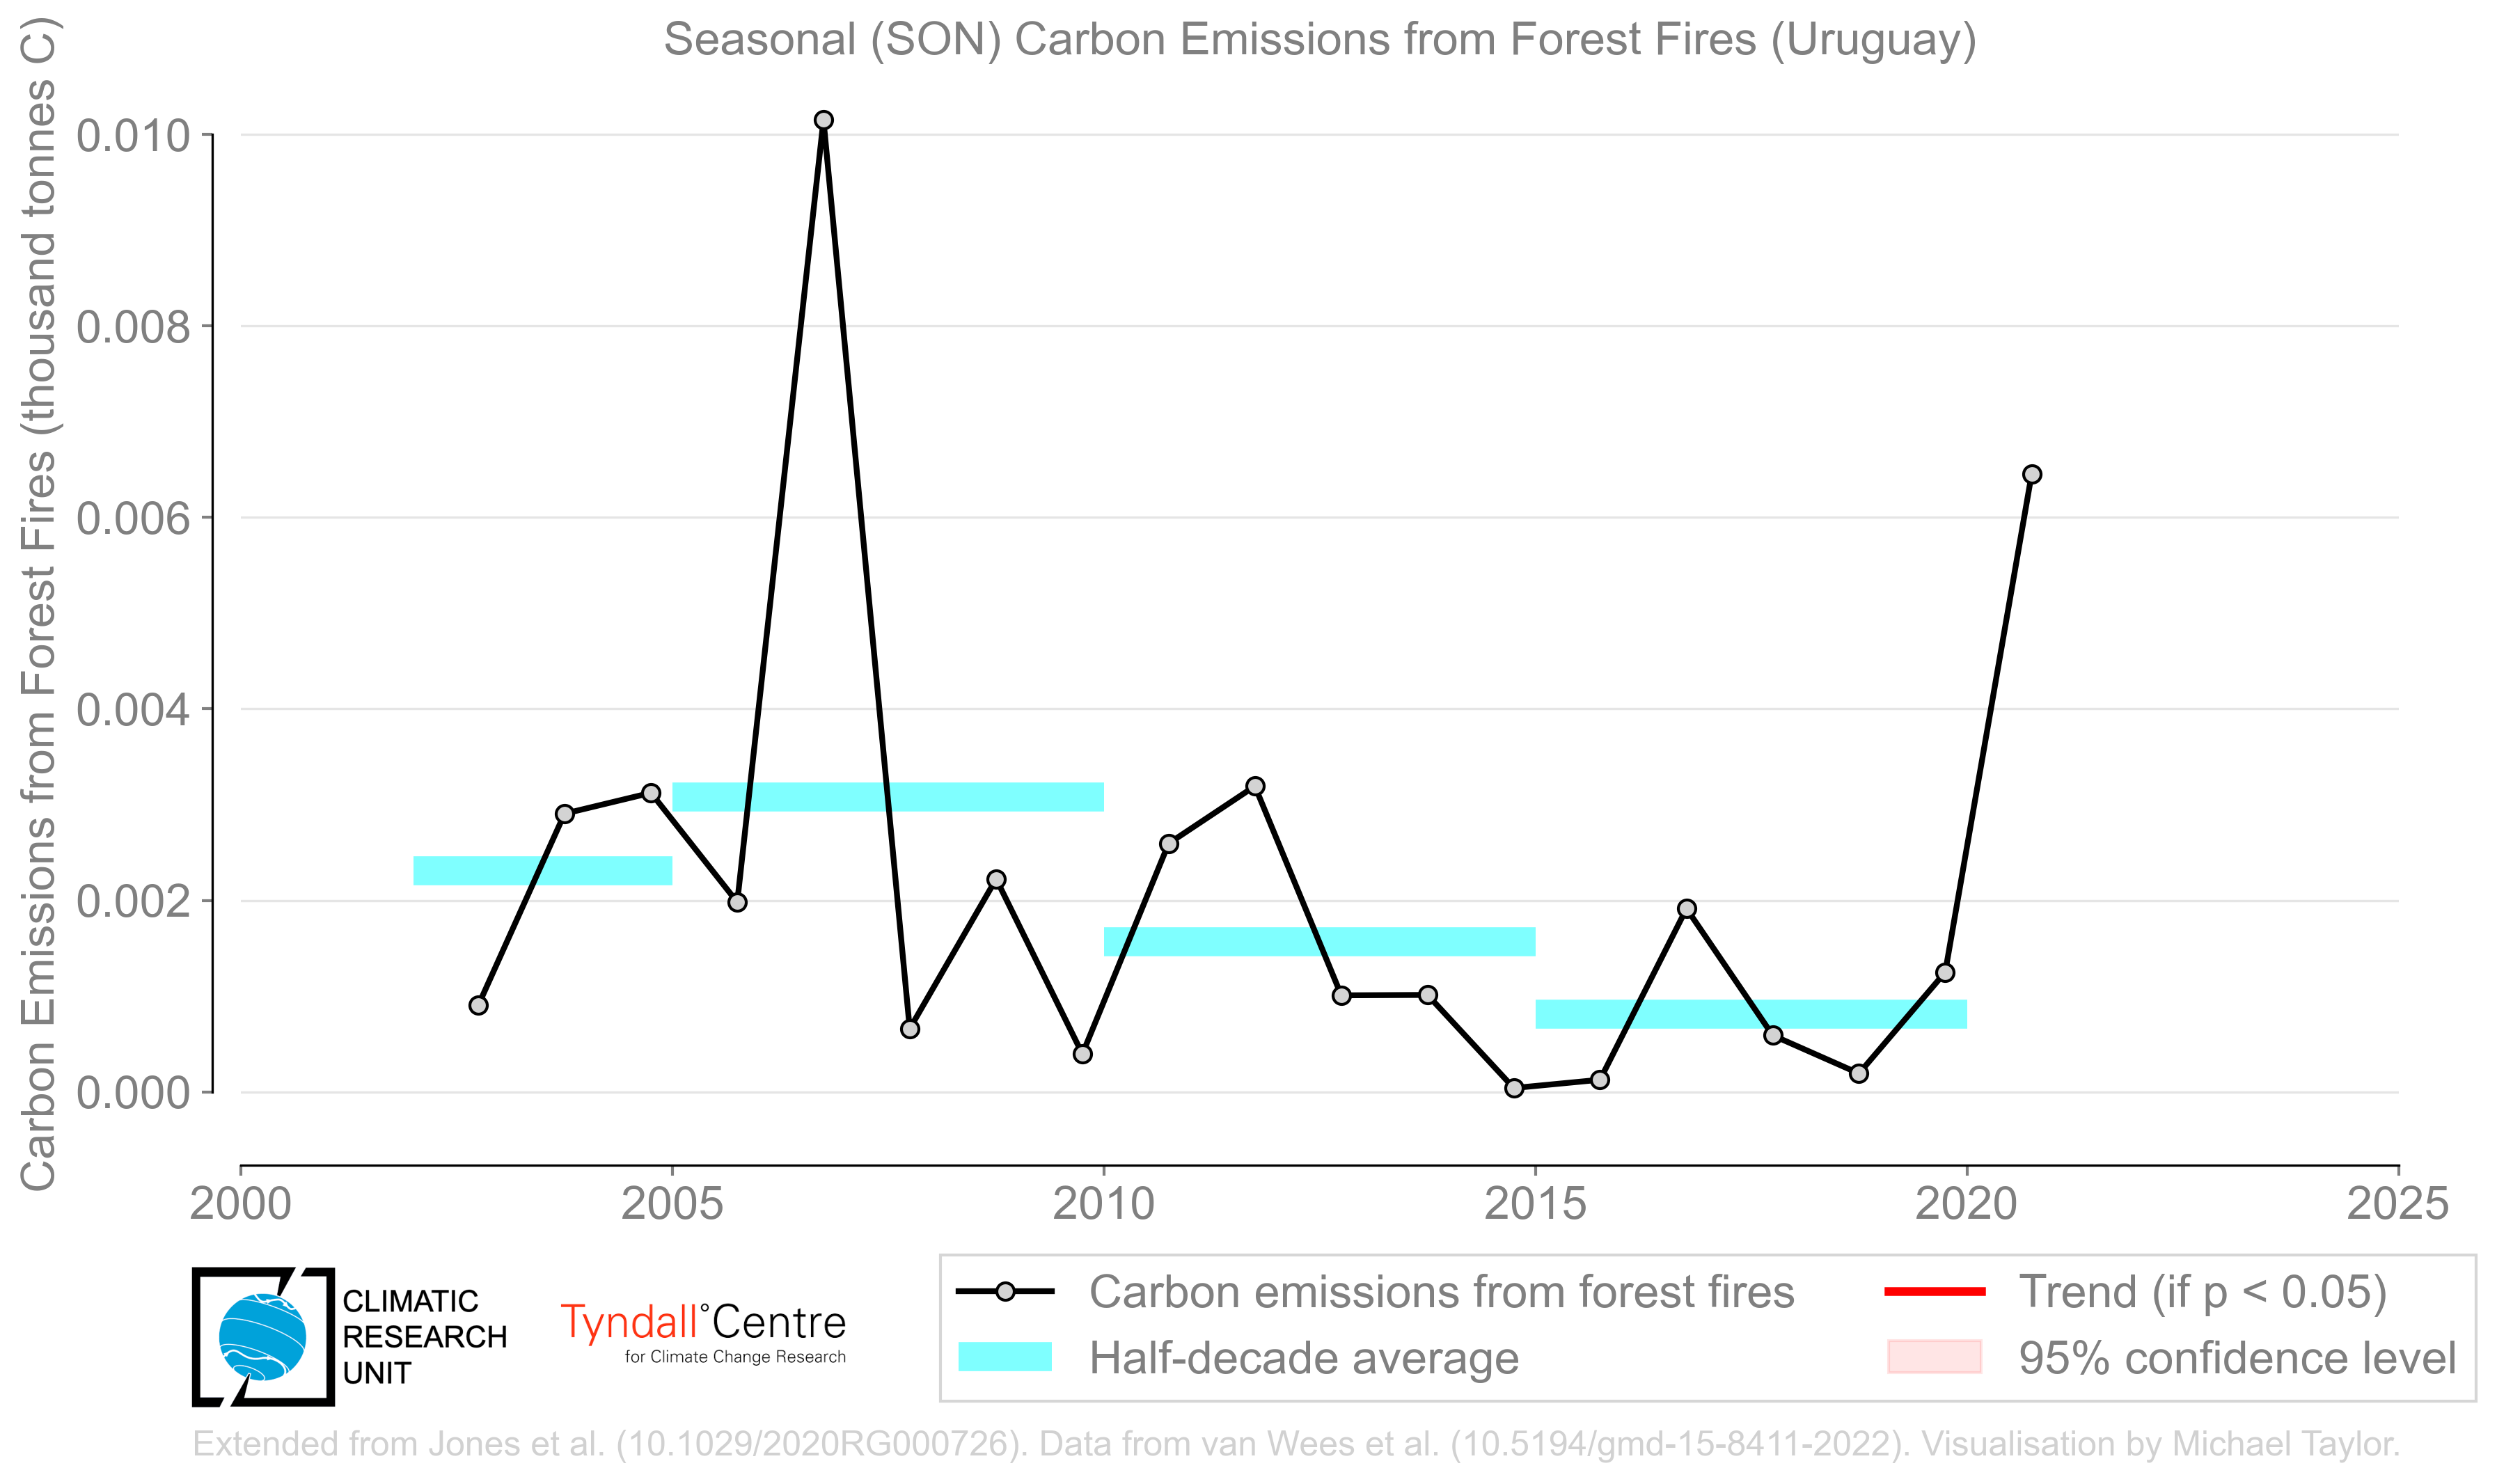 Seasonal (SON) Carbon Emissions from Forest Fires (Uruguay)
Carbon Emissions from Forest Fires (thousand tonnes C)
0.010
0.008
0.006
0.004
0.002
0.000
2000
2005
2010
2015
2020
2025
CLIMATIC
RESEARCH
UNIT
Tyndall°Centre
for Climate Change Research
Carbon emissions from forest fires
Half-decade average
Trend (if p < 0.05)
95% confidence level
Extended from Jones et al. (10.1029/2020RG000726). Data from van Wees et al. (10.5194/gmd-15-8411-2022). Visualisation by Michael Taylor.